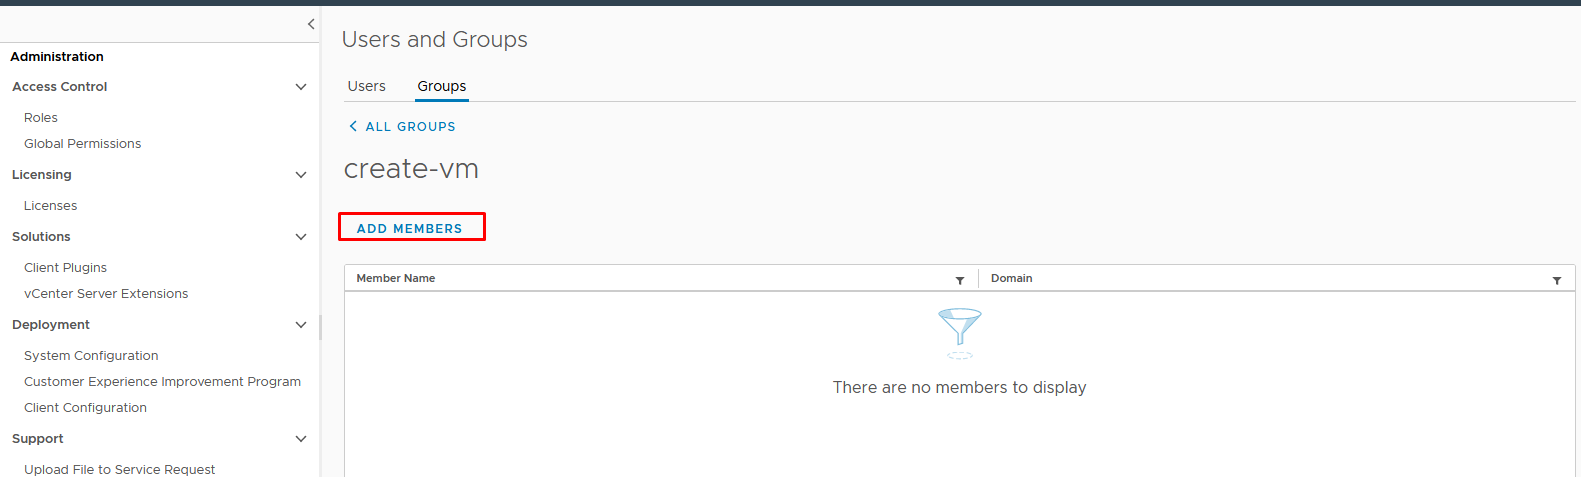 Administration
Access Control
Roles
Global Permissions
Licensing
Licenses
Solutions
Client Plugins
vCenter Server Extensions
Deployment
System Configuration
Customer Experience Improvement Program
Client Configuration
Support
Upload File to Service Request
Users and Groups
Users Groups
ALL GROUPS
create-vm
ADD MEMBERS
Member Name Domain
There are no members to display